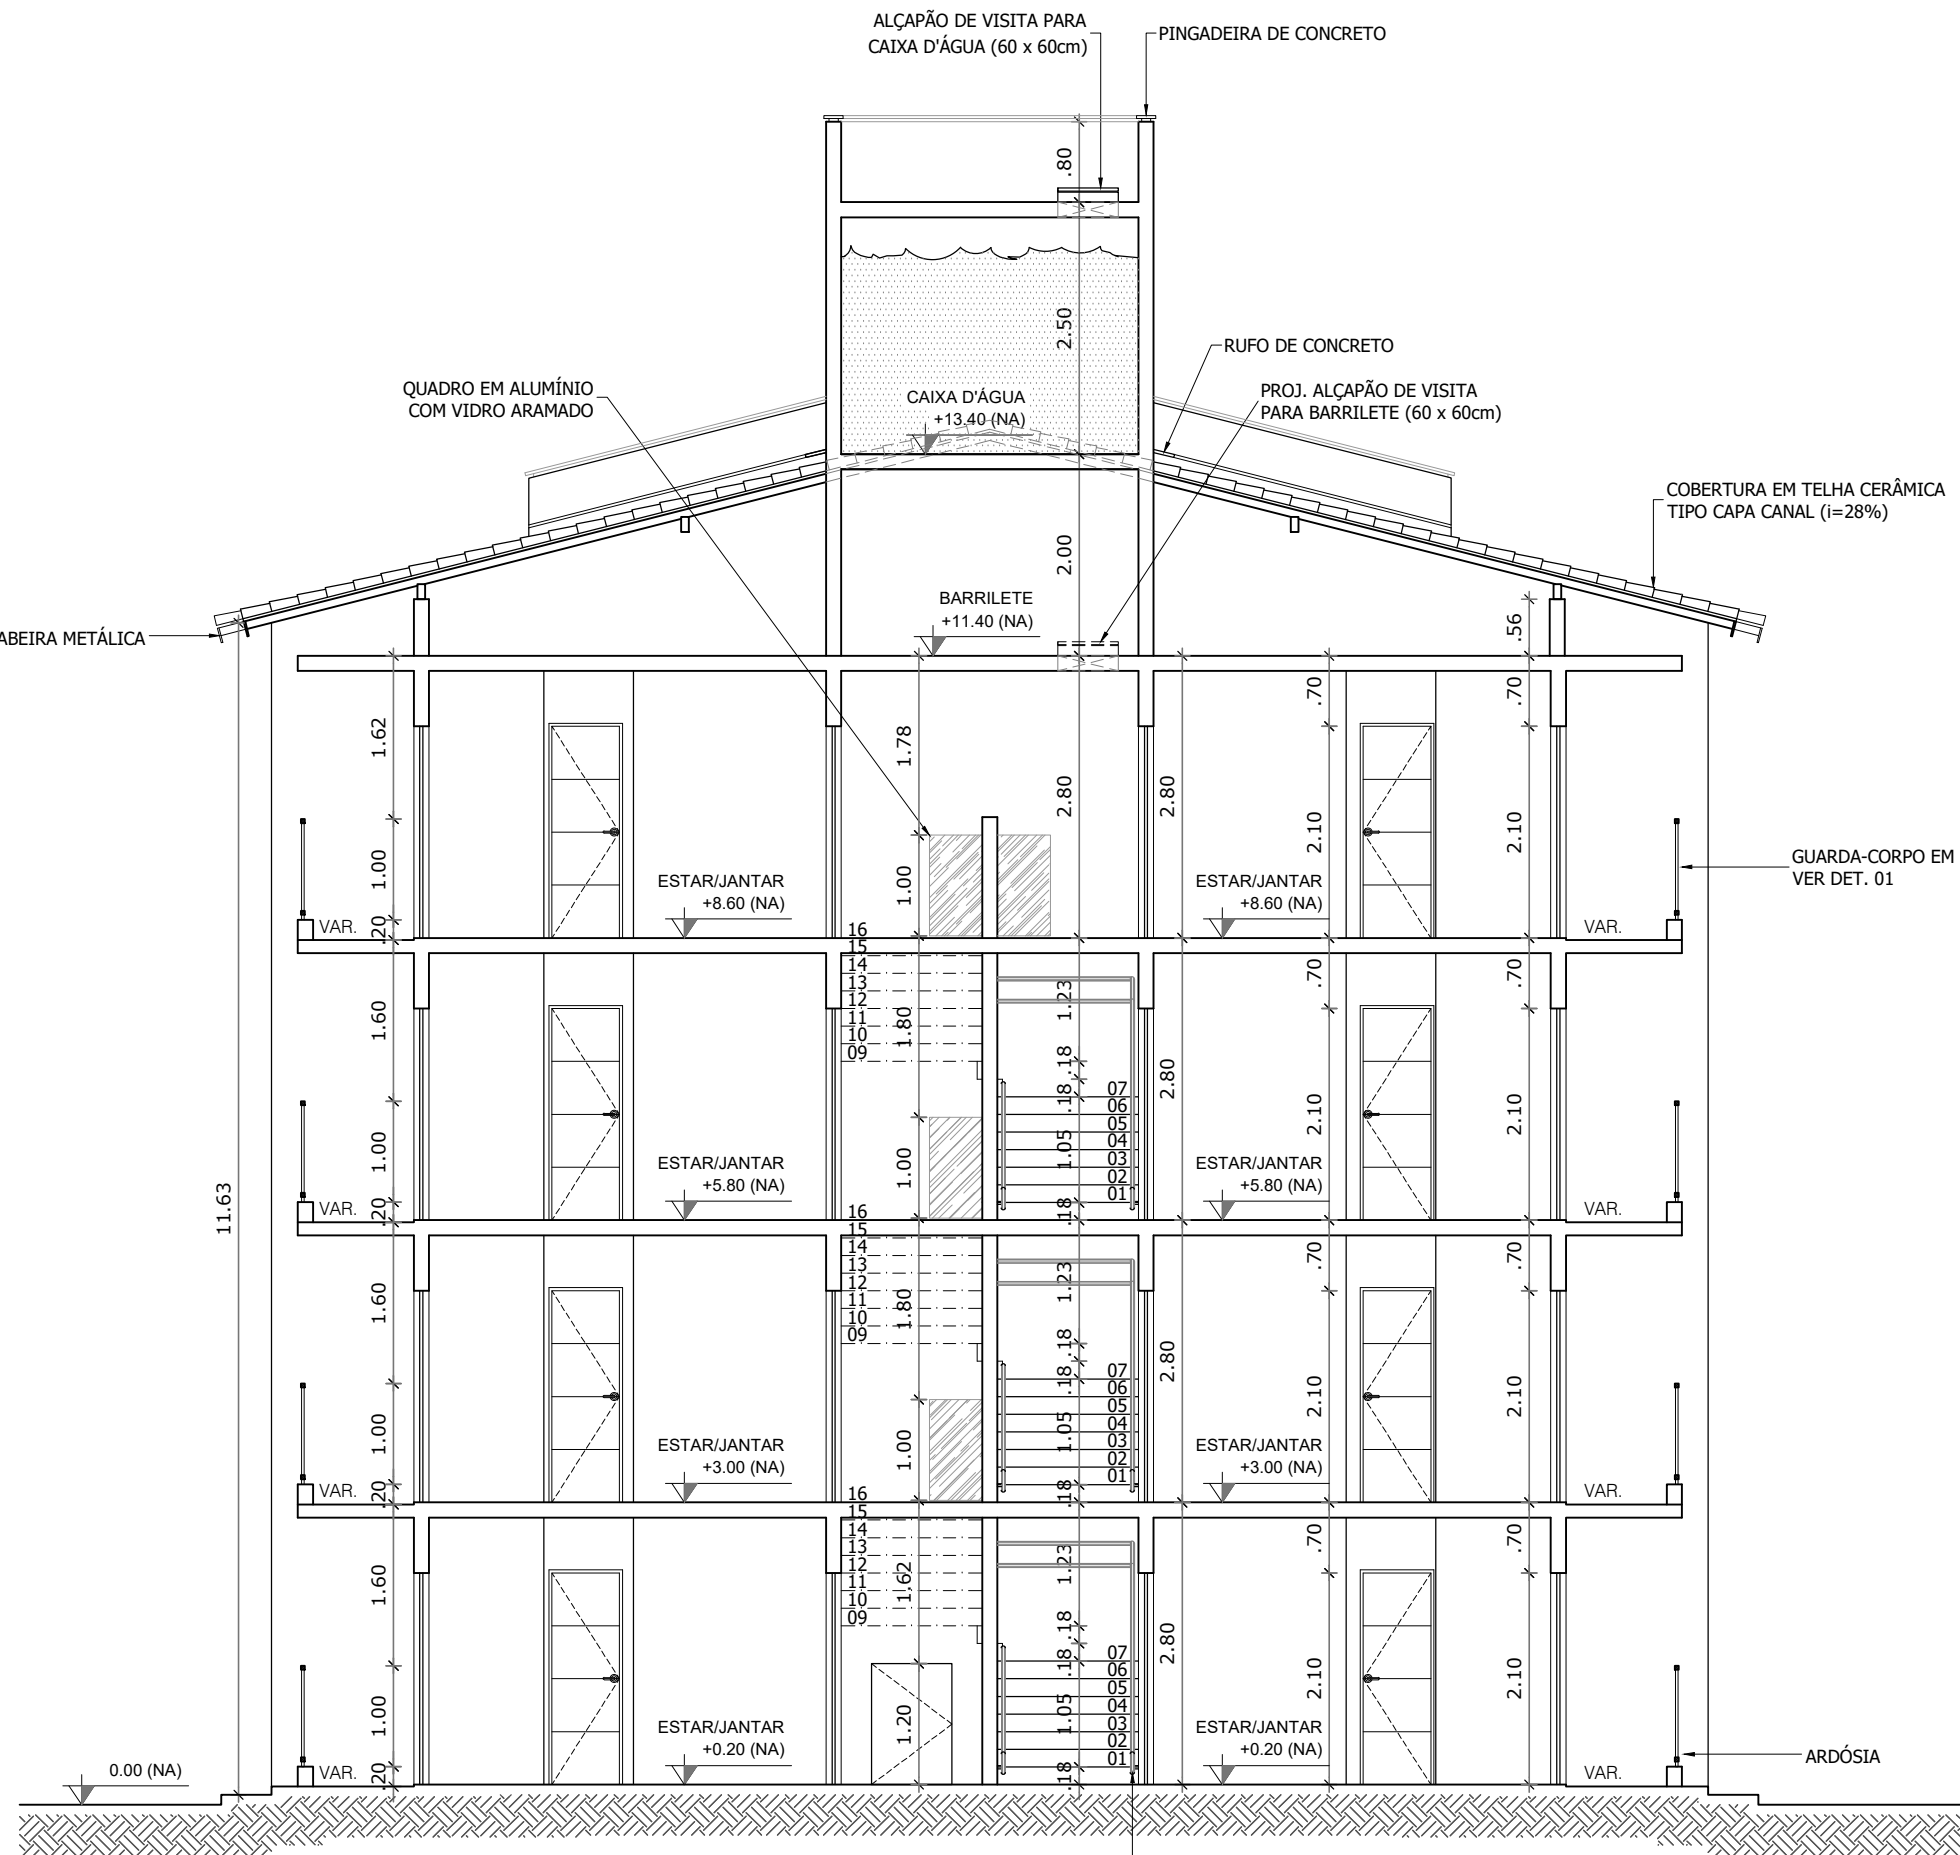 ALÇAPÃO DE VISITA PARA
CAIXA D'ÁGUA (60 x 60cm)
PINGADEIRA DE CONCRETO
.80
2.50
RUFO DE CONCRETO
QUADRO EM ALUMÍNIO
COM VIDRO ARAMADO
CAIXA D'ÁGUA
+13.40 (NA)
PROJ. ALÇAPÃO DE VISITA
PARA BARRILETE (60 x 60cm)
COBERTURA EM TELHA CERÂMICA
TIPO CAPA CANAL (i=28%)
2.00
BARRILETE
+11.40 (NA)
.56
ABEIRA METÁLICA
1.62
1.78
2.80
2.80
.70
.70
2.10
2.10
1.00
1.00
GUARDA-CORPO EM
VER DET. 01
ESTAR/JANTAR
+8.60 (NA)
ESTAR/JANTAR
+8.60 (NA)
.20
VAR.
VAR.
16
15
14
13
12
11
10
09
1.60
1.80
1.23
.18
.18
1.05
.18
07
06
05
04
03
02
01
2.80
.70
.70
2.10
2.10
1.00
1.00
ESTAR/JANTAR
+5.80 (NA)
ESTAR/JANTAR
+5.80 (NA)
11.63
.20
VAR.
VAR.
16
15
14
13
12
11
10
09
1.60
1.80
1.23
.18
.18
1.05
.18
07
06
05
04
03
02
01
2.80
.70
.70
2.10
2.10
1.00
1.00
ESTAR/JANTAR
+3.00 (NA)
ESTAR/JANTAR
+3.00 (NA)
.20
VAR.
VAR.
16
15
14
13
12
11
10
09
1.60
1.62
1.23
.18
.18
1.05
.18
07
06
05
04
03
02
01
2.80
.70
.70
2.10
2.10
1.00
1.20
ESTAR/JANTAR
+0.20 (NA)
ESTAR/JANTAR
+0.20 (NA)
0.00 (NA)
.20
VAR.
VAR.
ARDÓSIA